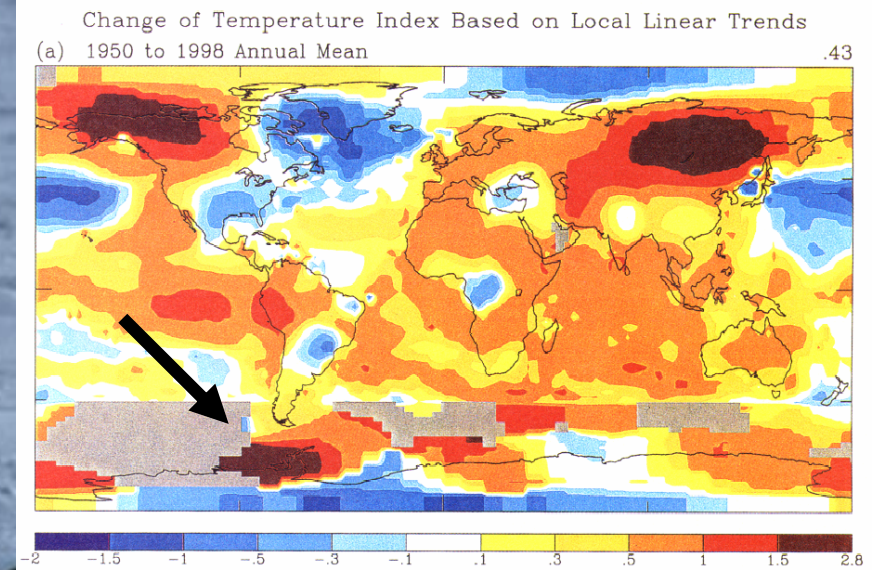 Change of Temperature Index Based on Local Linear Trends
(a) 1950 to 1998 Annual Mean .43
-2 -1.5 -1 -.5 -.3 -.1 .1 .3 .5 1 1.5 2.8